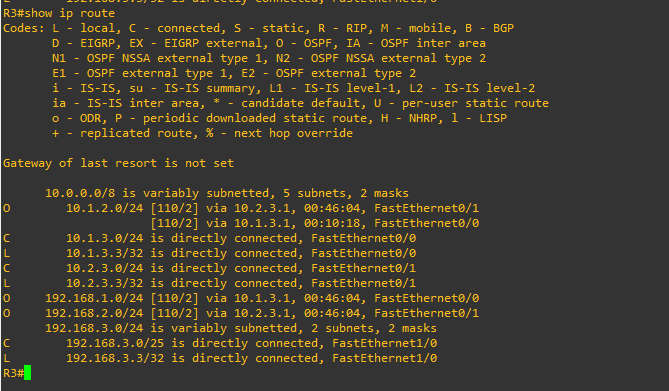 R3#show ip route
Codes: L - local, C - connected, S - static, R - RIP, M - mobile, B - BGP
       D - EIGRP, EX - EIGRP external, O - OSPF, IA - OSPF inter area
       N1 - OSPF NSSA external type 1, N2 - OSPF NSSA external type 2
       E1 - OSPF external type 1, E2 - OSPF external type 2
       i - IS-IS, su - IS-IS summary, L1 - IS-IS level-1, L2 - IS-IS level-2
       ia - IS-IS inter area, * - candidate default, U - per-user static route
       o - ODR, P - periodic downloaded static route, H - NHRP, l - LISP
       + - replicated route, % - next hop override
Gateway of last resort is not set
      10.0.0.0/8 is variably subnetted, 5 subnets, 2 masks
O        10.1.2.0/24 [110/2] via 10.2.3.1, 00:46:04, FastEthernet0/1
                     [110/2] via 10.1.3.1, 00:10:18, FastEthernet0/0
C        10.1.3.0/24 is directly connected, FastEthernet0/0
L        10.1.3.3/32 is directly connected, FastEthernet0/0
C        10.2.3.0/24 is directly connected, FastEthernet0/1
L        10.2.3.3/32 is directly connected, FastEthernet0/1
O     192.168.1.0/24 [110/2] via 10.1.3.1, 00:46:04, FastEthernet0/0
O     192.168.2.0/24 [110/2] via 10.2.3.1, 00:46:04, FastEthernet0/1
      192.168.3.0/24 is variably subnetted, 2 subnets, 2 masks
C        192.168.3.0/25 is directly connected, FastEthernet1/0
L        192.168.3.3/32 is directly connected, FastEthernet1/0
R3#